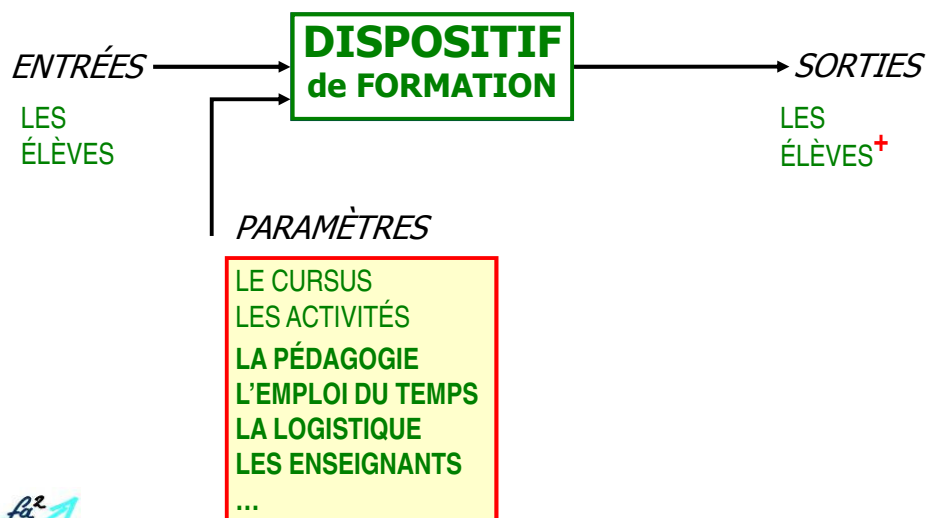 DISPOSITIF
de FORMATION
ENTRÉES
SORTIES
LES
ÉLÈVES
LES
ÉLÈVES+
PARAMÈTRES
LE CURSUS
LES ACTIVITÉS
LA PÉDAGOGIE
L'EMPLOI DU TEMPS
LA LOGISTIQUE
LES ENSEIGNANTS
...
fa²